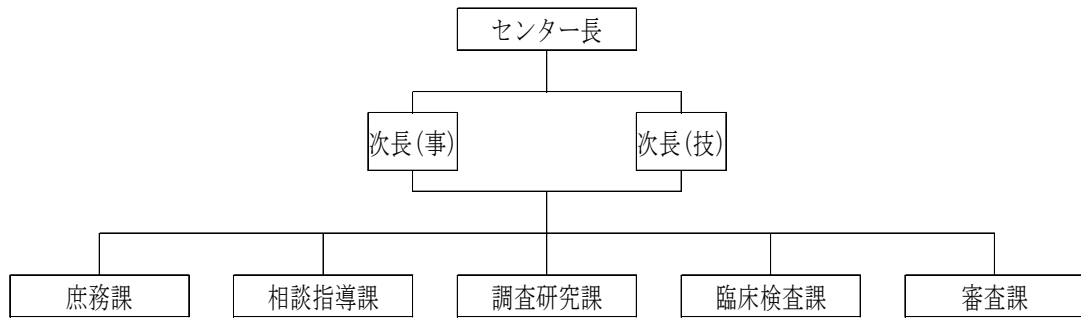 センター長
次長(事)
次長(技)
庶務課
相談指導課
調査研究課
臨床検査課
審査課